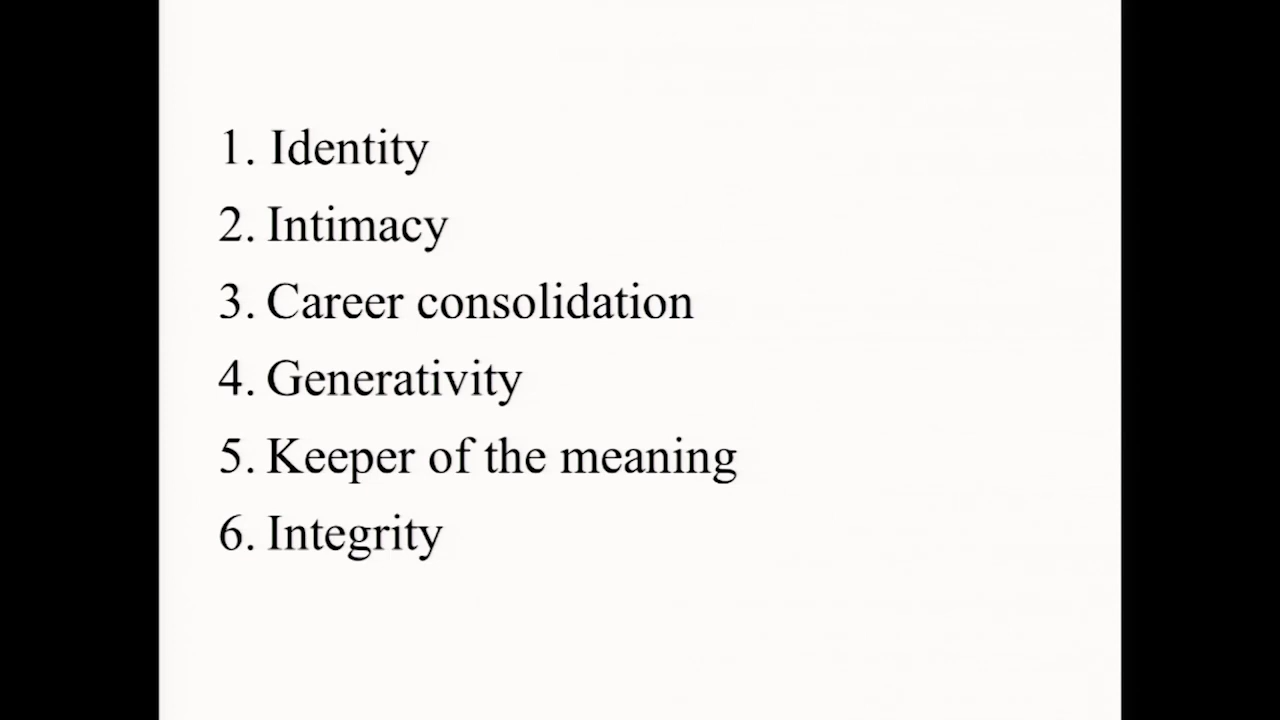 1. Identity
2. Intimacy
3. Career consolidation
4. Generativity
5. Keeper of the meaning
6. Integrity